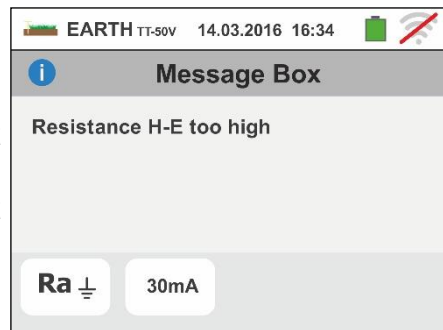 EARTH TT-50V 14.03.2016 16:34
i Message Box
Resistance H-E too high
Ra 30mA